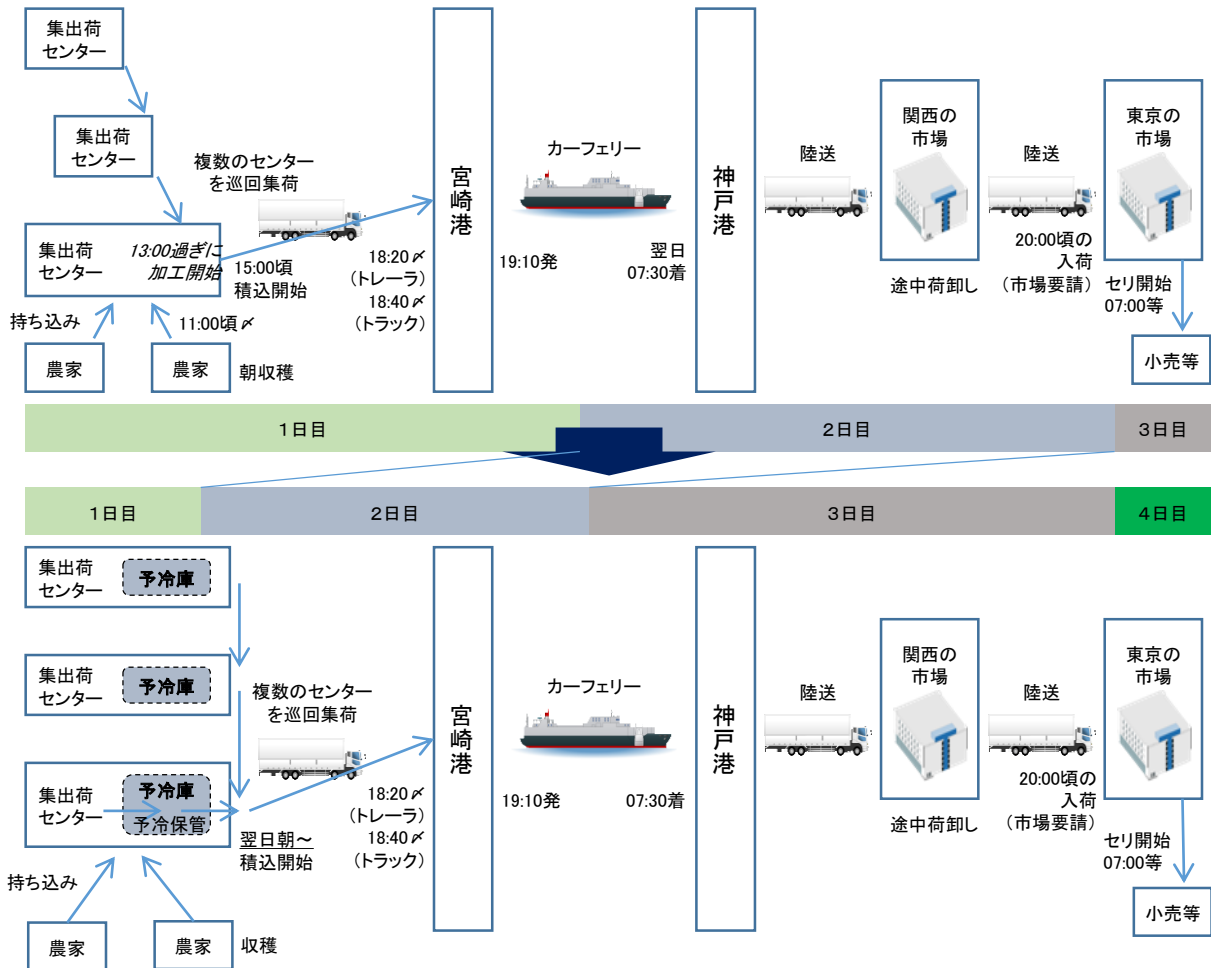 集出荷
センター
集出荷
センター
複数のセンター
を巡回集荷
集出荷
センター
13:00過ぎに
加工開始
15:00頃
積込開始
持ち込み
11:00頃〆
農家
農家
朝収穫
18:20〆
(トレーラ)
18:40〆
(トラック)
宮崎港
カーフェリー
19:10発
翌日
07:30着
神戸港
陸送
関西の
市場
途中荷卸し
陸送
20:00頃の
入荷
(市場要請)
東京の
市場
セリ開始
07:00等
小売等
1日目
2日目
3日目
1日目
2日目
3日目
4日目
集出荷
センター
予冷庫
集出荷
センター
予冷庫
複数のセンター
を巡回集荷
集出荷
センター
予冷庫
予冷保管
翌日朝～
積込開始
持ち込み
農家
農家
収穫
18:20〆
(トレーラ)
18:40〆
(トラック)
宮崎港
カーフェリー
19:10発
07:30着
神戸港
陸送
関西の
市場
途中荷卸し
陸送
20:00頃の
入荷
(市場要請)
東京の
市場
セリ開始
07:00等
小売等